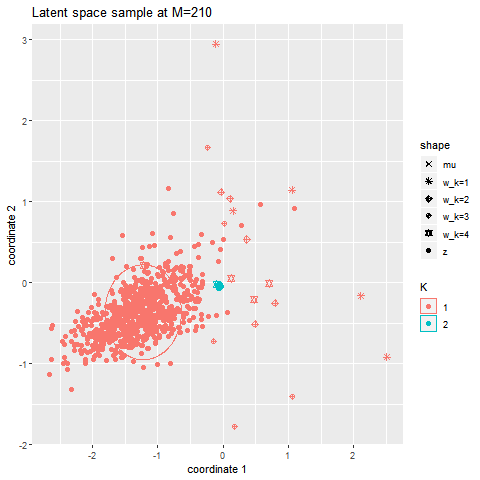 Latent space sample at M=210
3
2
1
0
-1
-2
-2
-1
0
1
2
coordinate 1
coordinate 2
shape
mu
w_k=1
w_k=2
w_k=3
w_k=4
z
K
1
2